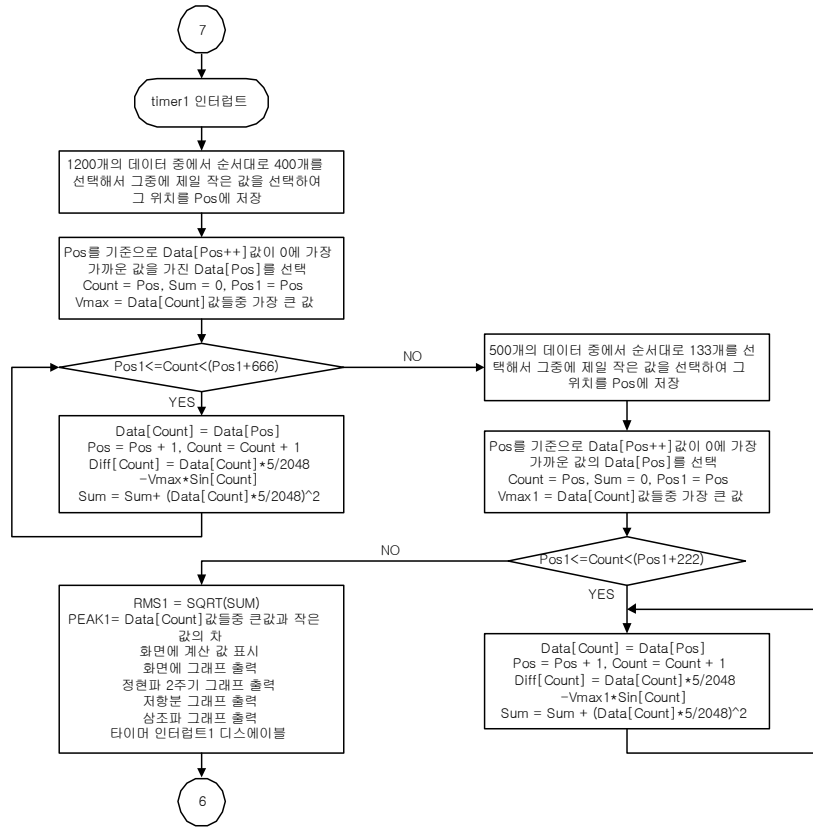 7
timer1 인터럽트
1200개의 데이터 중에서 순서대로 400개를
선택해서 그중에 제일 작은 값을 선택하여
그 위치를 Pos에 저장
Pos를 기준으로 Data[Pos++]값이 0에 가장
가까운 값을 가진 Data[Pos]를 선택
Count = Pos, Sum = 0, Pos1 = Pos
Vmax = Data[Count]값들중 가장 큰 값
Pos1<=Count<(Pos1+666)
NO
YES
Data[Count] = Data[Pos]
Pos = Pos + 1, Count = Count + 1
Diff[Count] = Data[Count]*5/2048
-Vmax*Sin[Count]
Sum = Sum+ (Data[Count]*5/2048)^2
500개의 데이터 중에서 순서대로 133개를 선
택해서 그중에 제일 작은 값을 선택하여 그
위치를 Pos에 저장
Pos를 기준으로 Data[Pos++]값이 0에 가장
가까운 값의 Data[Pos]를 선택
Count = Pos, Sum = 0, Pos1 = Pos
Vmax1 = Data[Count]값들중 가장 큰 값
Pos1<=Count<(Pos1+222)
NO
YES
Data[Count] = Data[Pos]
Pos = Pos + 1, Count = Count + 1
Diff[Count] = Data[Count]*5/2048
-Vmax1*Sin[Count]
Sum = Sum + (Data[Count]*5/2048)^2
RMS1 = SQRT(SUM)
PEAK1= Data[Count]값들중 큰값과 작은
값의 차
화면에 계산 값 표시
화면에 그래프 출력
정현파 2주기 그래프 출력
저항분 그래프 출력
삼조파 그래프 출력
타이머 인터럽트1 디스에이블
6